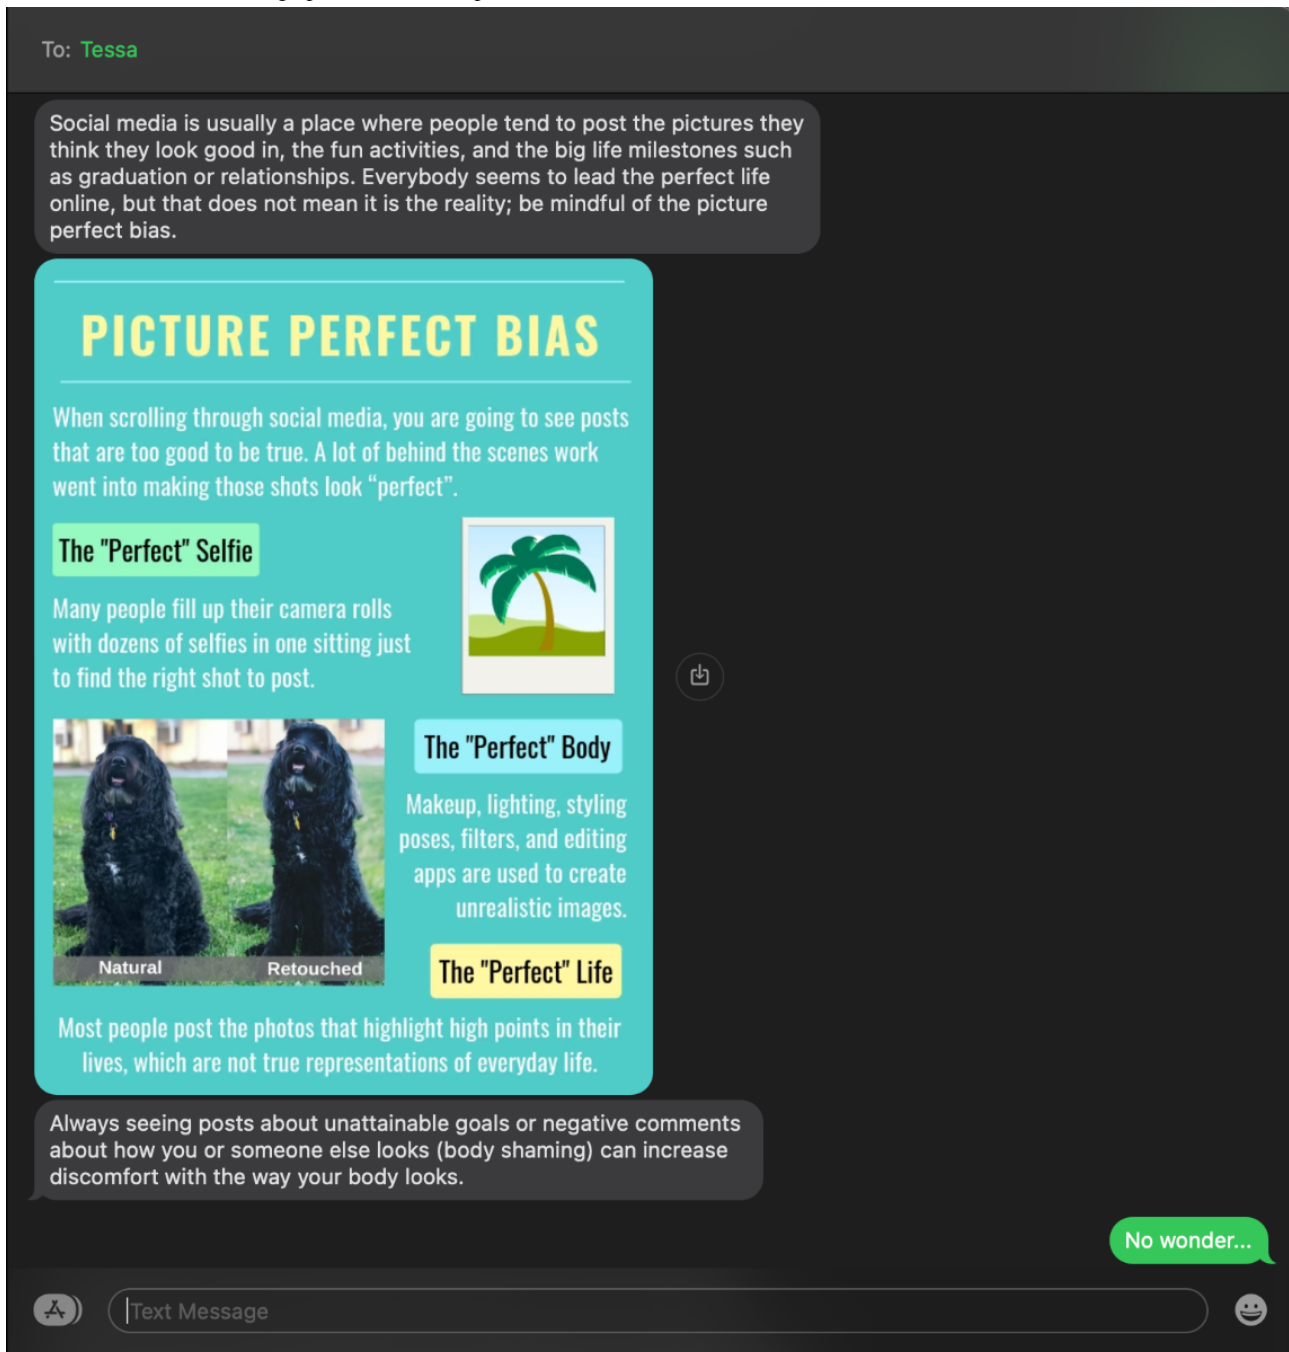 To: Tessa
Social media is usually a place where people tend to post the pictures they
think they look good in, the fun activities, and the big life milestones such
as graduation or relationships. Everybody seems to lead the perfect life
online, but that does not mean it is the reality; be mindful of the picture
perfect bias.
PICTURE PERFECT BIAS
When scrolling through social media, you are going to see posts
that are too good to be true. A lot of behind the scenes work
went into making those shots look “perfect”.
The "Perfect" Selfie
Many people fill up their camera rolls
with dozens of selfies in one sitting just
to find the right shot to post.
The "Perfect" Body
Makeup, lighting, styling
poses, filters, and editing
apps are used to create
unrealistic images.
Natural
Retouched
The "Perfect" Life
Most people post the photos that highlight high points in their
lives, which are not true representations of everyday life.
Always seeing posts about unattainable goals or negative comments
about how you or someone else looks (body shaming) can increase
discomfort with the way your body looks.
No wonder...
Text Message